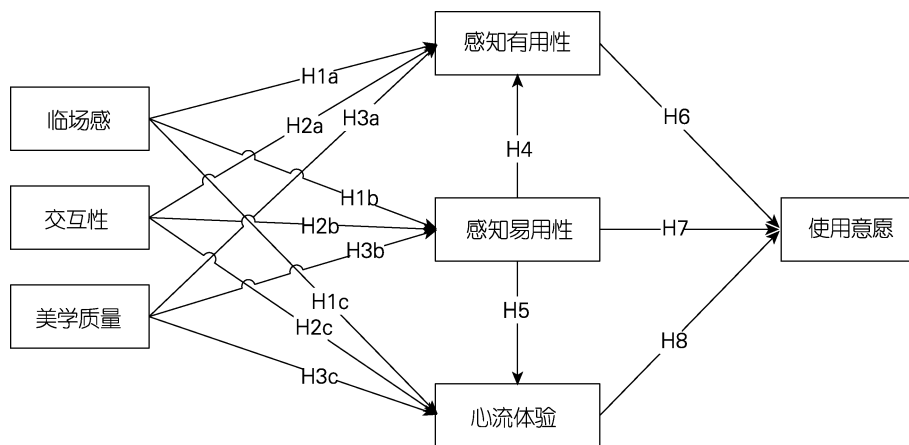 感知有用性
H1a
临场感
H2a
H3a
H6
H4
H1b
交互性
H2b
感知易用性
H7
使用意愿
H3b
H1c
H5
美学质量
H2c
H8
H3c
心流体验